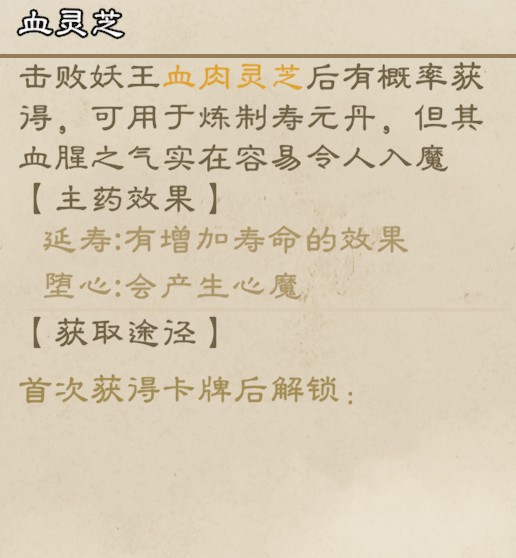 血灵芝
击败妖王血肉灵芝后有概率获
得，可用于炼制寿元丹，但其
血腥之气实在容易令人入魔
【主药效果】
延寿:有增加寿命的效果
堕心:会产生心魔
【获取途径】
首次获得卡牌后解锁：